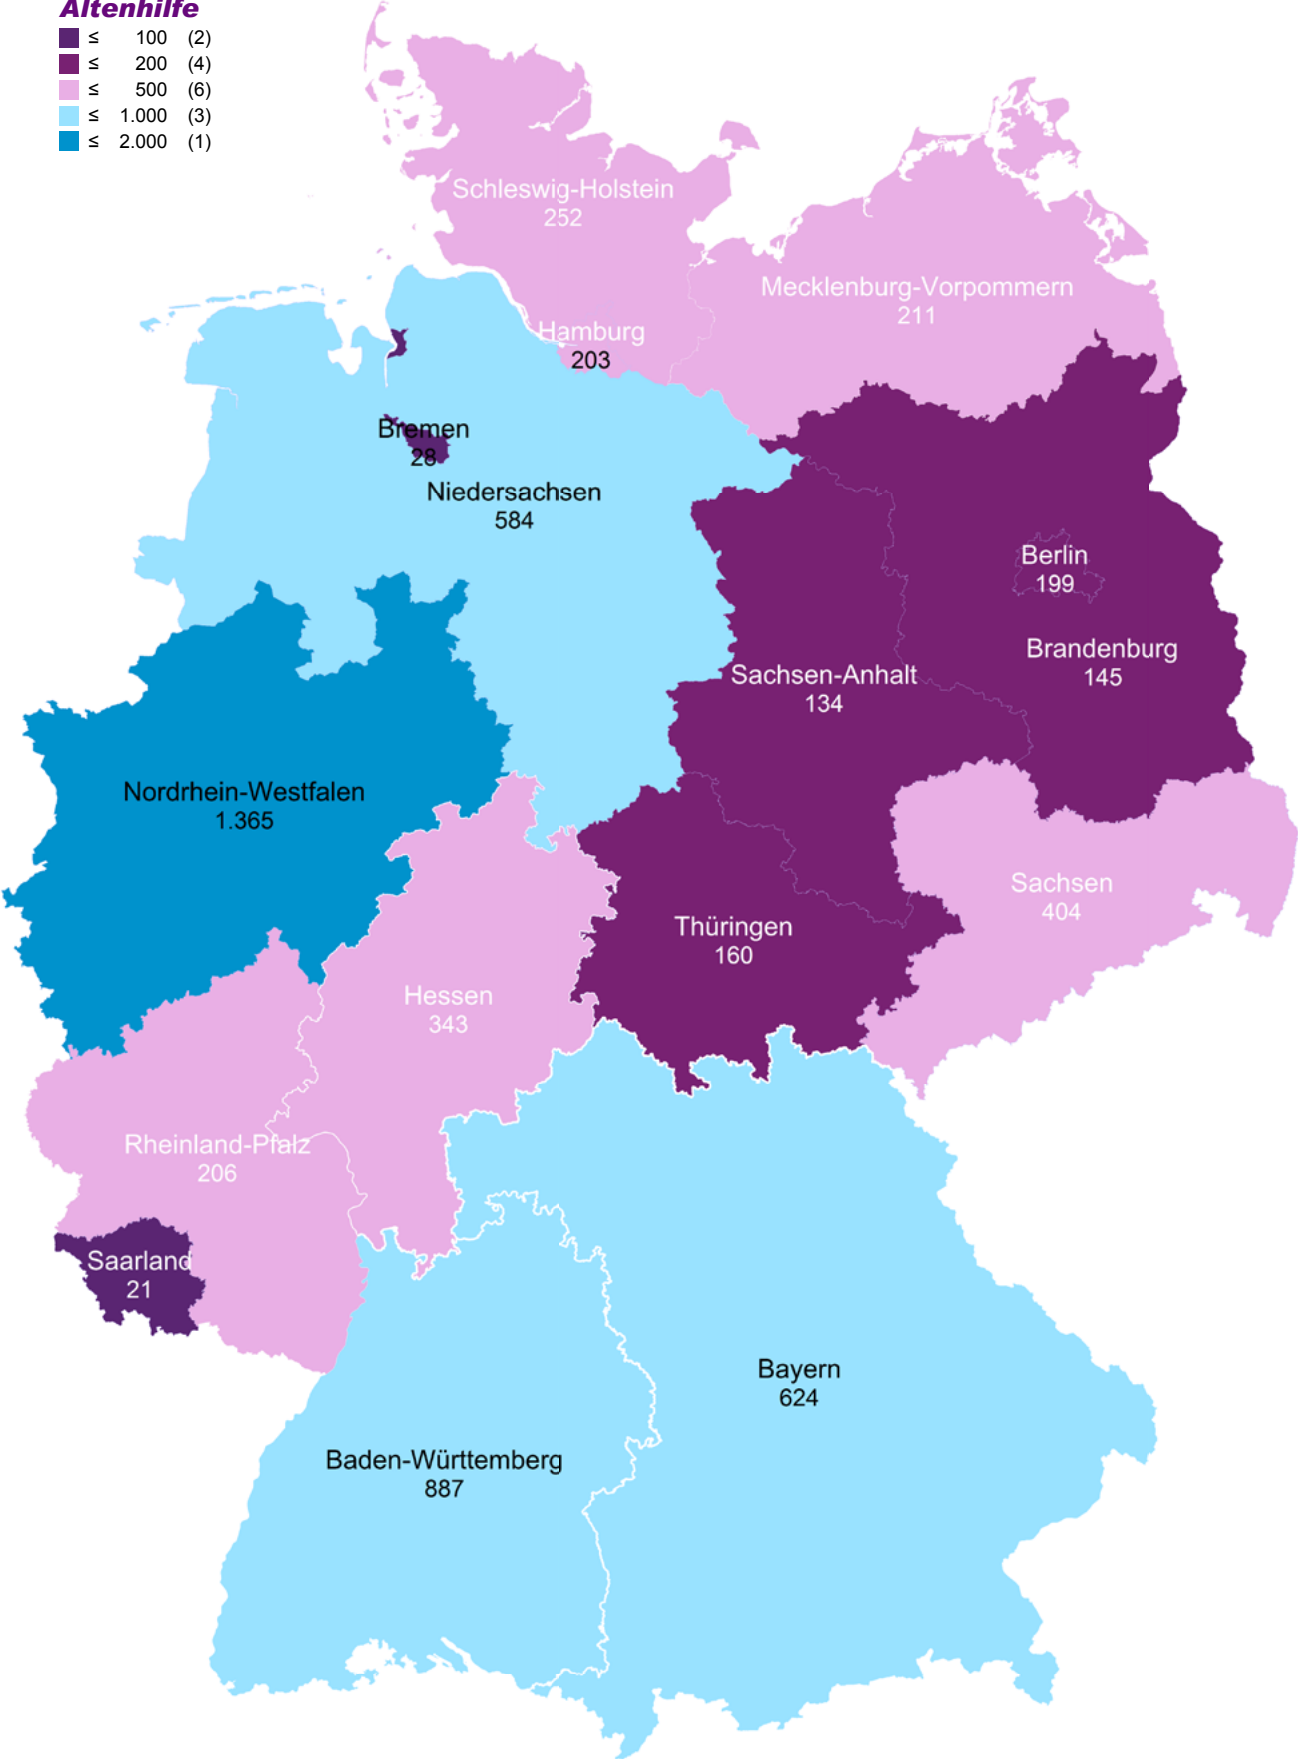 Altenhilfe
≤ 100 (2)
≤ 200 (4)
≤ 500 (6)
≤ 1.000 (3)
≤ 2.000 (1)
Schleswig-Holstein
252
Mecklenburg-Vorpommern
211
Hamburg
203
Bremen
28
Niedersachsen
584
Berlin
199
Brandenburg
145
Sachsen-Anhalt
134
Nordrhein-Westfalen
1.365
Sachsen
404
Thüringen
160
Hessen
343
Rheinland-Pfalz
206
Saarland
21
Bayern
624
Baden-Württemberg
887